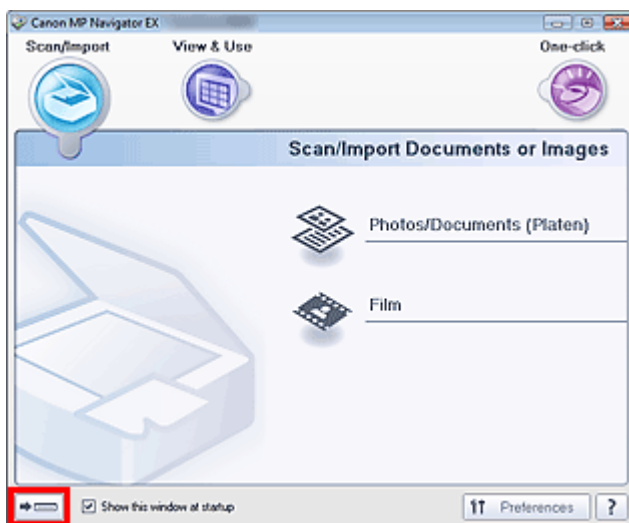 Canon MP Navigator EX
Scan/Import View & Use One-click
Scan/Import Documents or Images
Photos/Documents (Platen)
Film
Show this window at startup Preferences ?